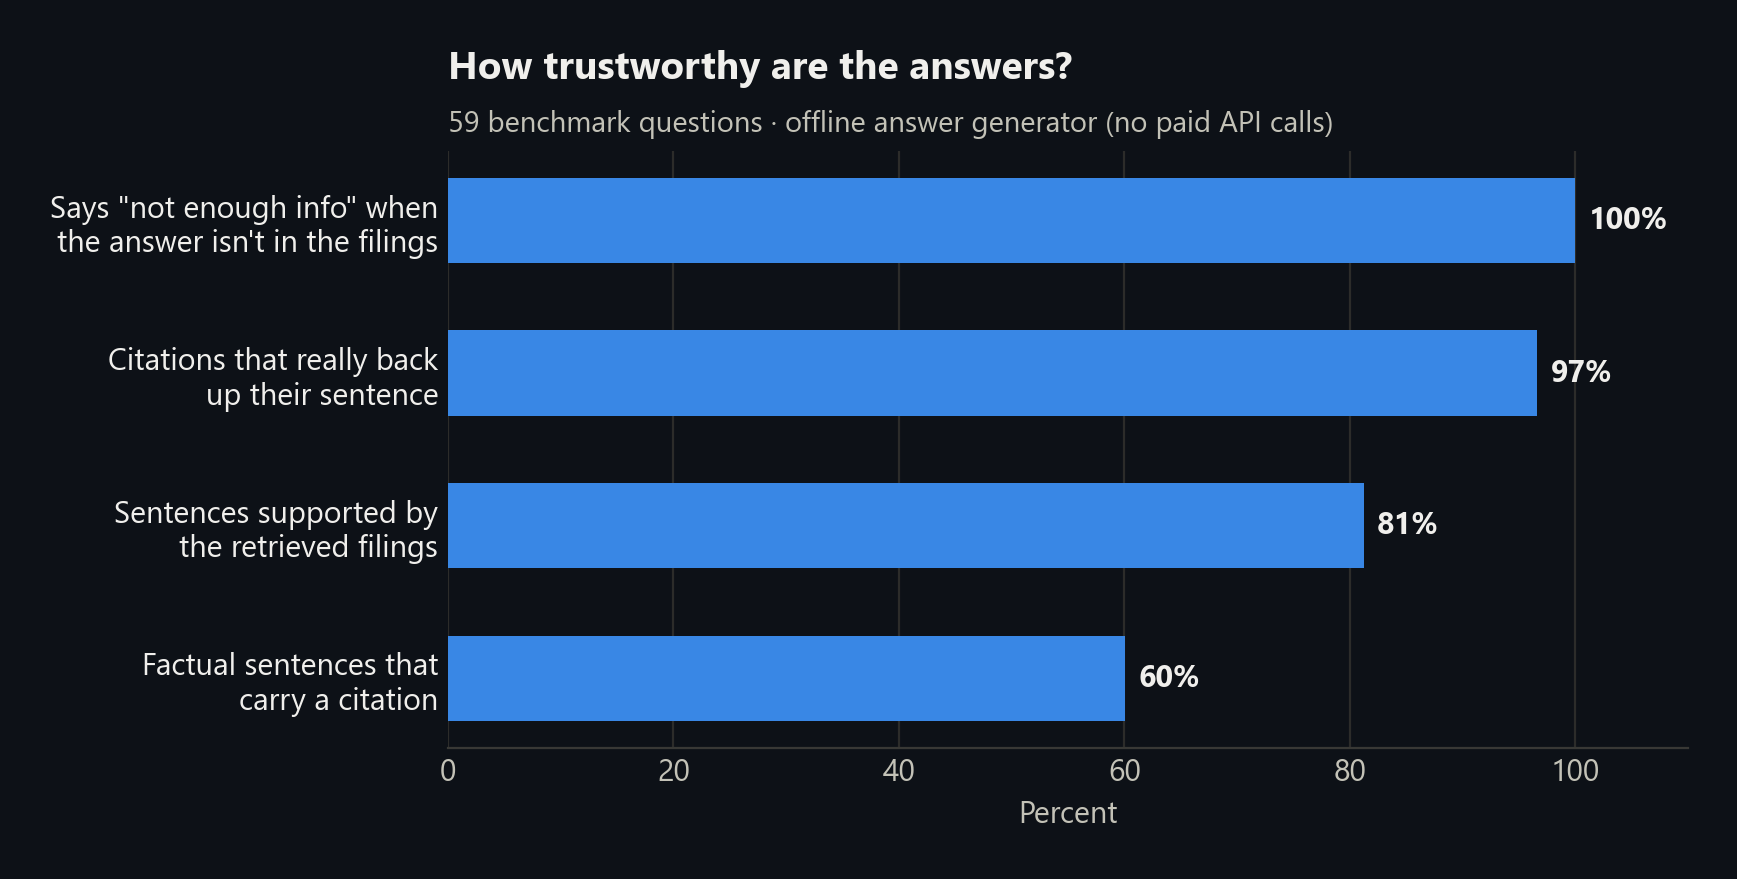 How trustworthy are the answers?
59 benchmark questions · offline answer generator (no paid API calls)
Says "not enough info" when
the answer isn't in the filings
100%
Citations that really back
up their sentence
97%
Sentences supported by
the retrieved filings
81%
Factual sentences that
carry a citation
60%
0 20 40 60 80 100
Percent